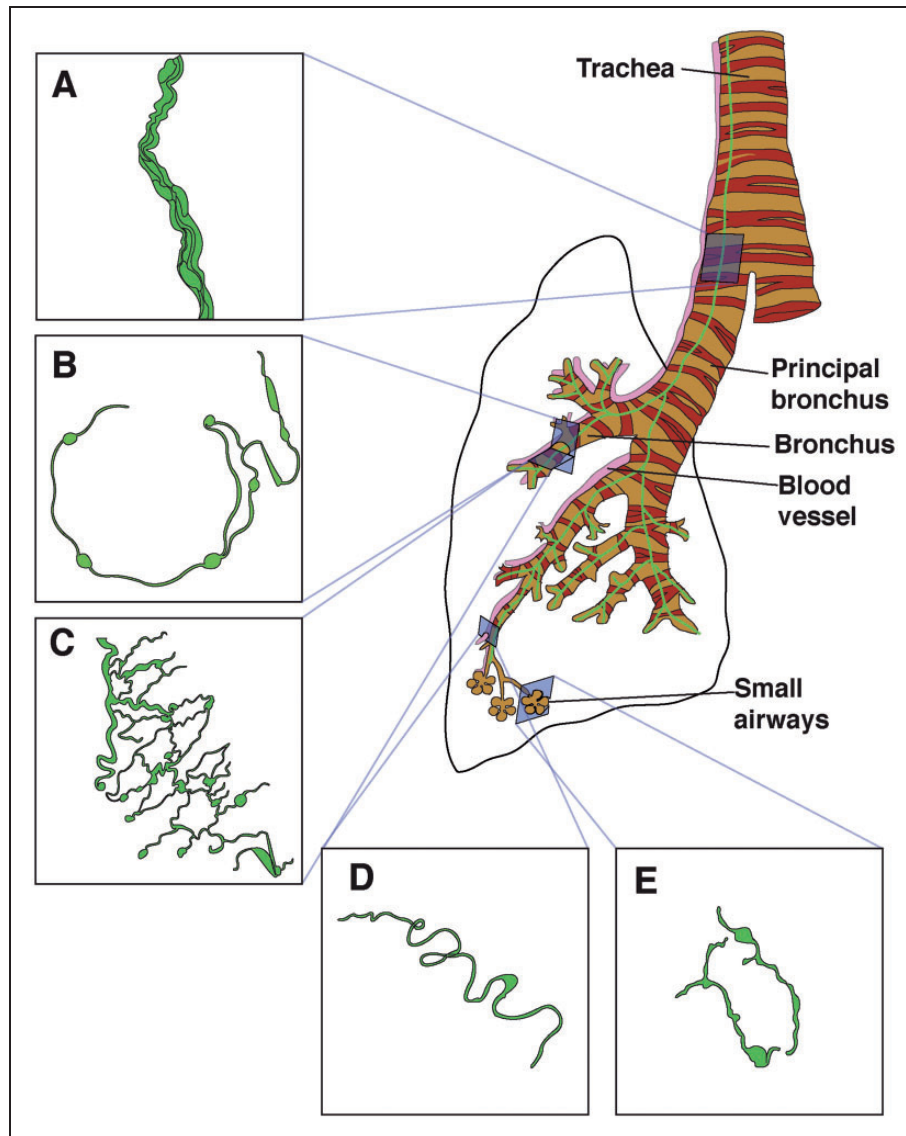 A
Trachea
B
Principal
bronchus
Bronchus
Blood
vessel
C
Small
airways
D
E